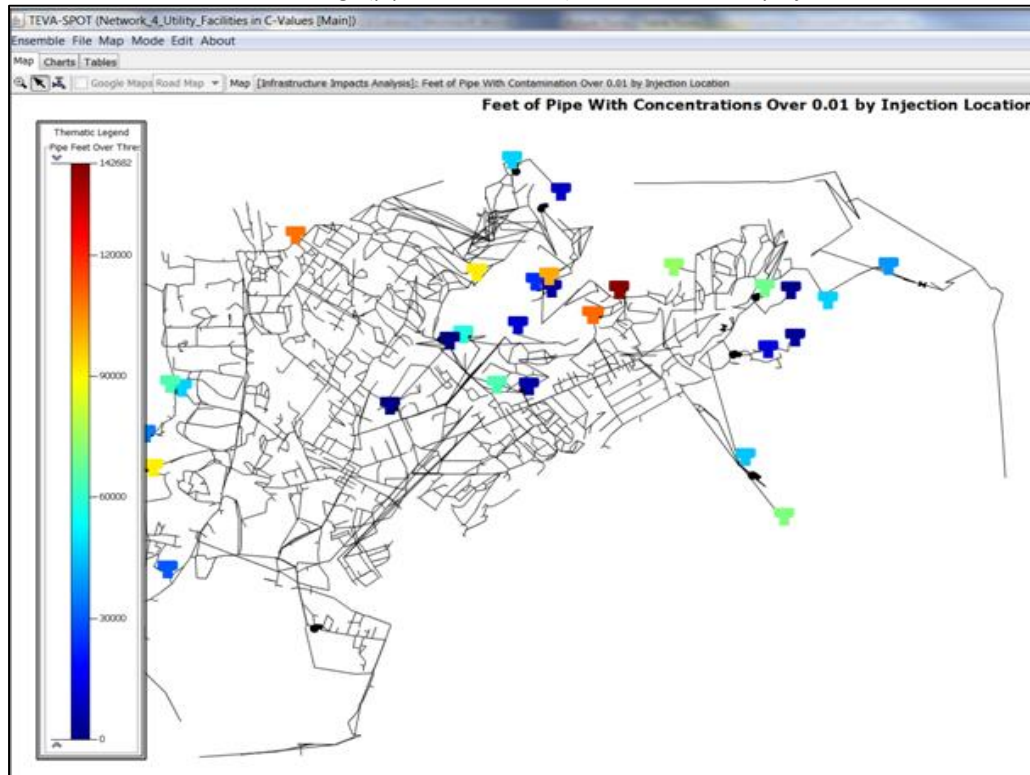 TEVA-SPOT (Network_4_Utility_Facilities in C-Values [Main])
Ensemble File Map Mode Edit About
Map Charts Tables
Google Maps Road Map Map [Infrastructure Impacts Analysis]: Feet of Pipe With Contamination Over 0.01 by Injection Location
Feet of Pipe With Concentrations Over 0.01 by Injection Location
Thematic Legend
Pipe Feet Over Thres
142682
120000
90000
60000
30000
0